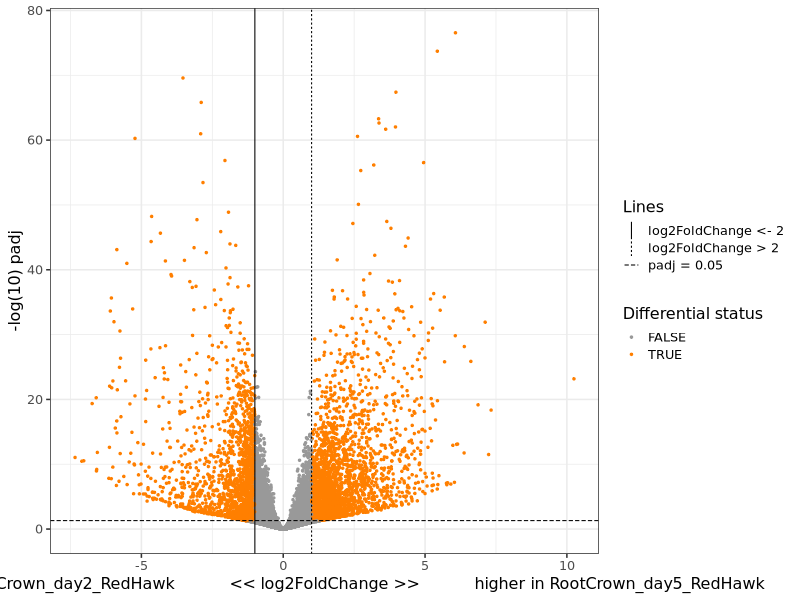 80
60
40
20
0
-log(10) padj
-5
0
5
10
Crown_day2_RedHawk << log2FoldChange >> higher in RootCrown_day5_RedHawk
Lines
log2FoldChange <- 2
log2FoldChange > 2
padj = 0.05
Differential status
FALSE
TRUE